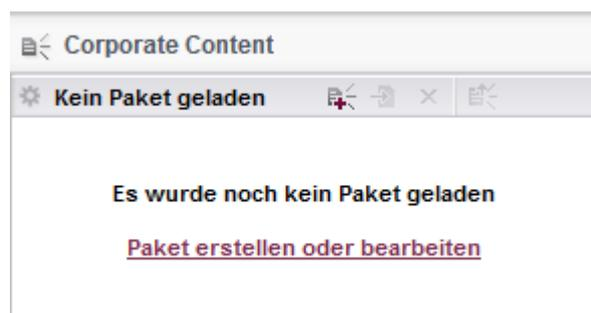 Corporate Content
Kein Paket geladen
Es wurde noch kein Paket geladen
Paket erstellen oder bearbeiten